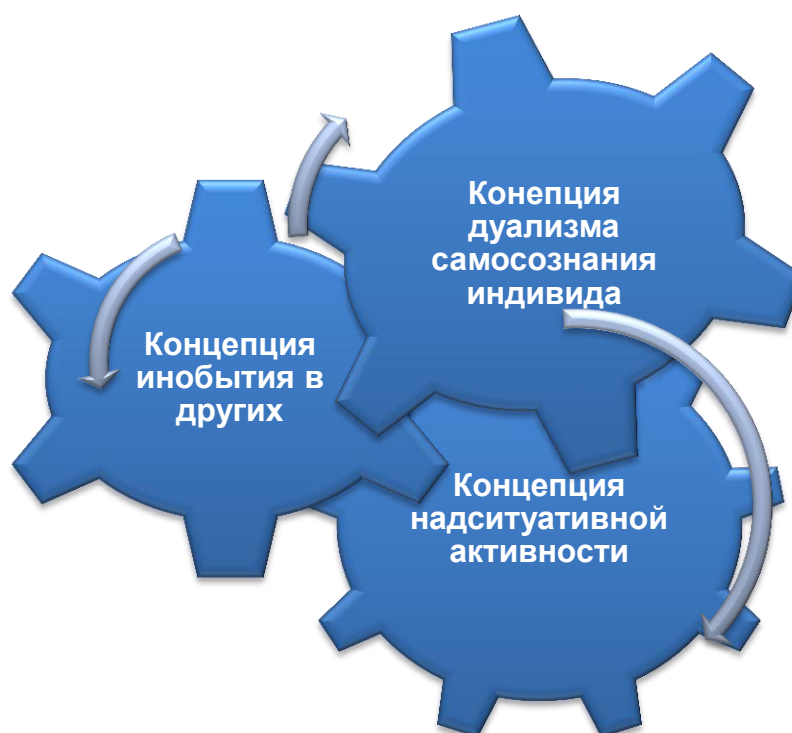 Конепция
дуализма
самосознания
индивида
Концепция
инобытия в
других
Концепция
надситуативной
активности